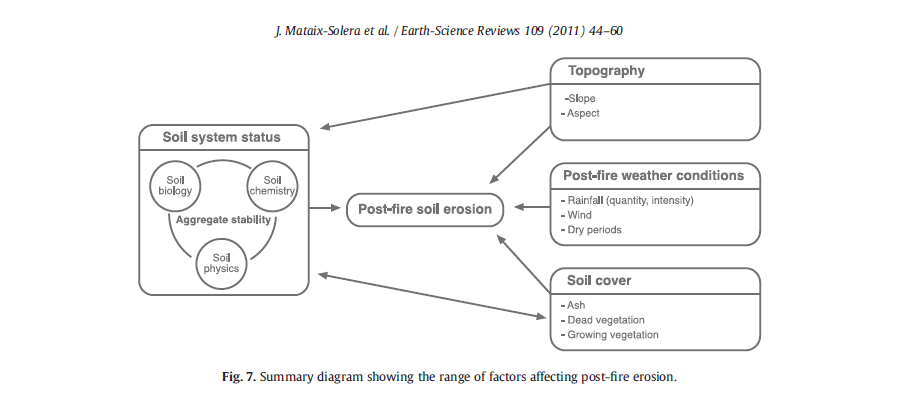 J. Mataix-Solera et al. / Earth-Science Reviews 109 (2011) 44–60
Topography
-Slope
- Aspect
Soil system status
Soil
biology
Soil
chemistry
Aggregate stability
Soil
physics
Post-fire soil erosion
Post-fire weather conditions
- Rainfall (quantity, intensity)
- Wind
- Dry periods
Soil cover
- Ash
- Dead vegetation
- Growing vegetation
Fig. 7. Summary diagram showing the range of factors affecting post-fire erosion.